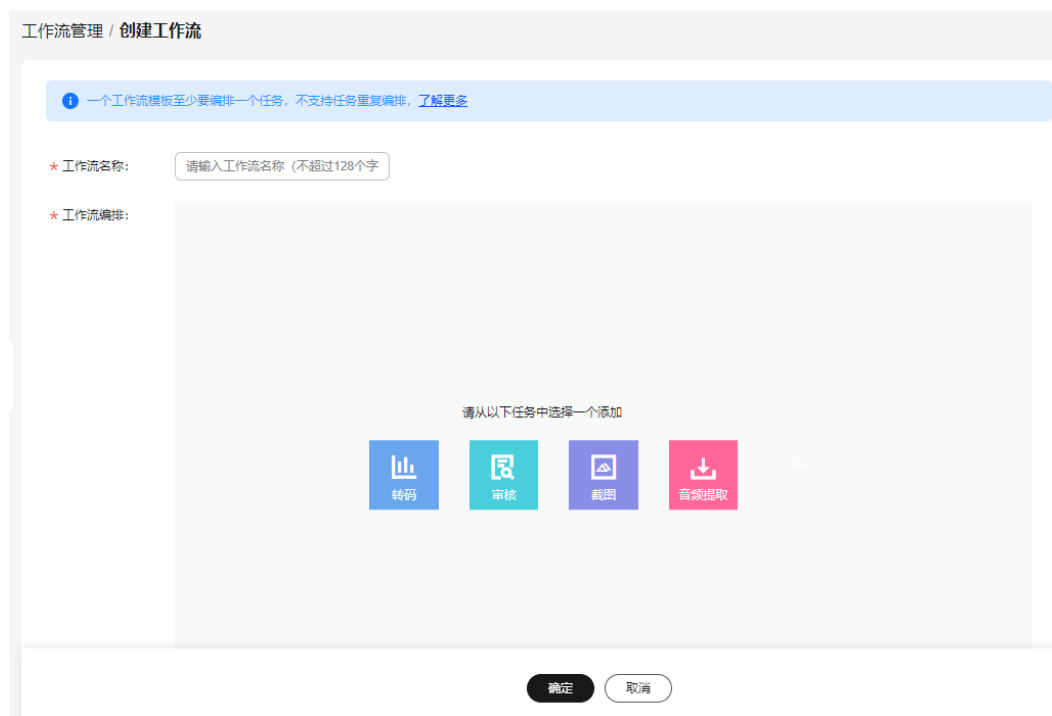 工作流管理 / 创建工作流
一个工作流模板至少要编排一个任务，不支持任务重复编排，了解更多
* 工作流名称：
请输入工作流名称（不超过128个字
* 工作流编排：
请从以下任务中选择一个添加
转码
审核
截图
音频提取
确定
取消